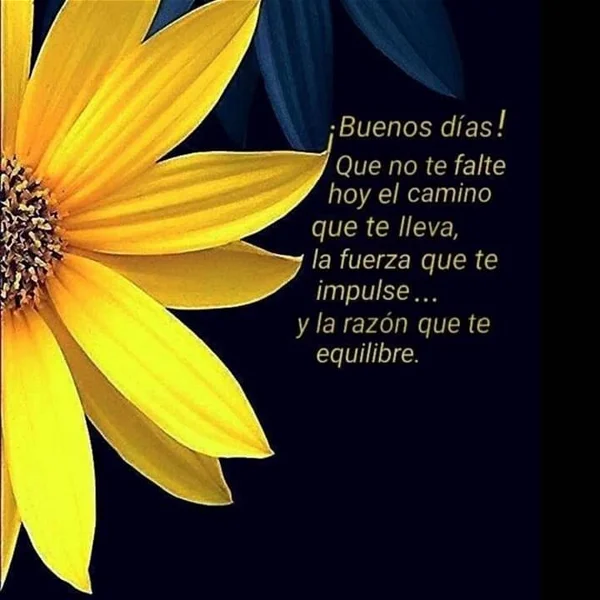 ¡Buenos días!
Que no te falte
hoy el camino
que te lleva,
la fuerza que te
impulse...
y la razón que te
equilibre.